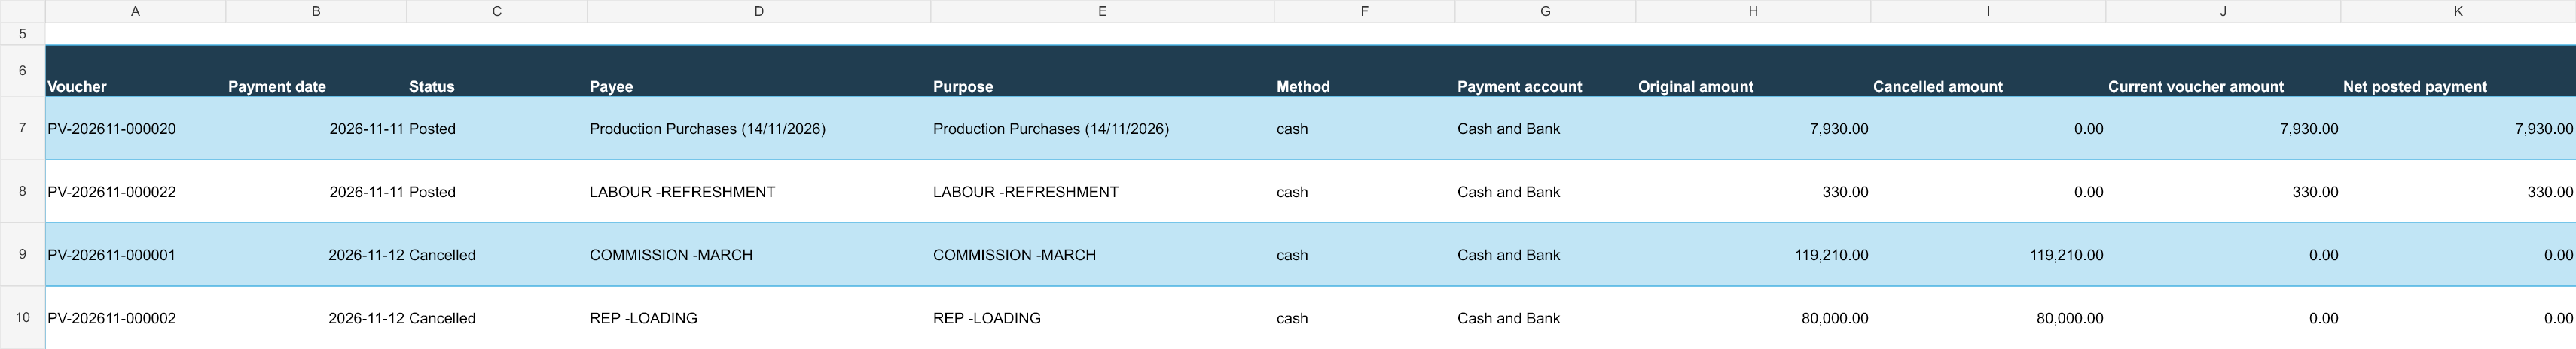 A B C D E F G H I J K
5
6 Voucher Payment date Status Payee Purpose Method Payment account Original amount Cancelled amount Current voucher amount Net posted payment
7 PV-202611-000020 2026-11-11 Posted Production Purchases (14/11/2026) Production Purchases (14/11/2026) cash Cash and Bank 7,930.00 0.00 7,930.00 7,930.00
8 PV-202611-000022 2026-11-11 Posted LABOUR -REFRESHMENT LABOUR -REFRESHMENT cash Cash and Bank 330.00 0.00 330.00 330.00
9 PV-202611-000001 2026-11-12 Cancelled COMMISSION -MARCH COMMISSION -MARCH cash Cash and Bank 119,210.00 119,210.00 0.00 0.00
10 PV-202611-000002 2026-11-12 Cancelled REP -LOADING REP -LOADING cash Cash and Bank 80,000.00 80,000.00 0.00 0.00